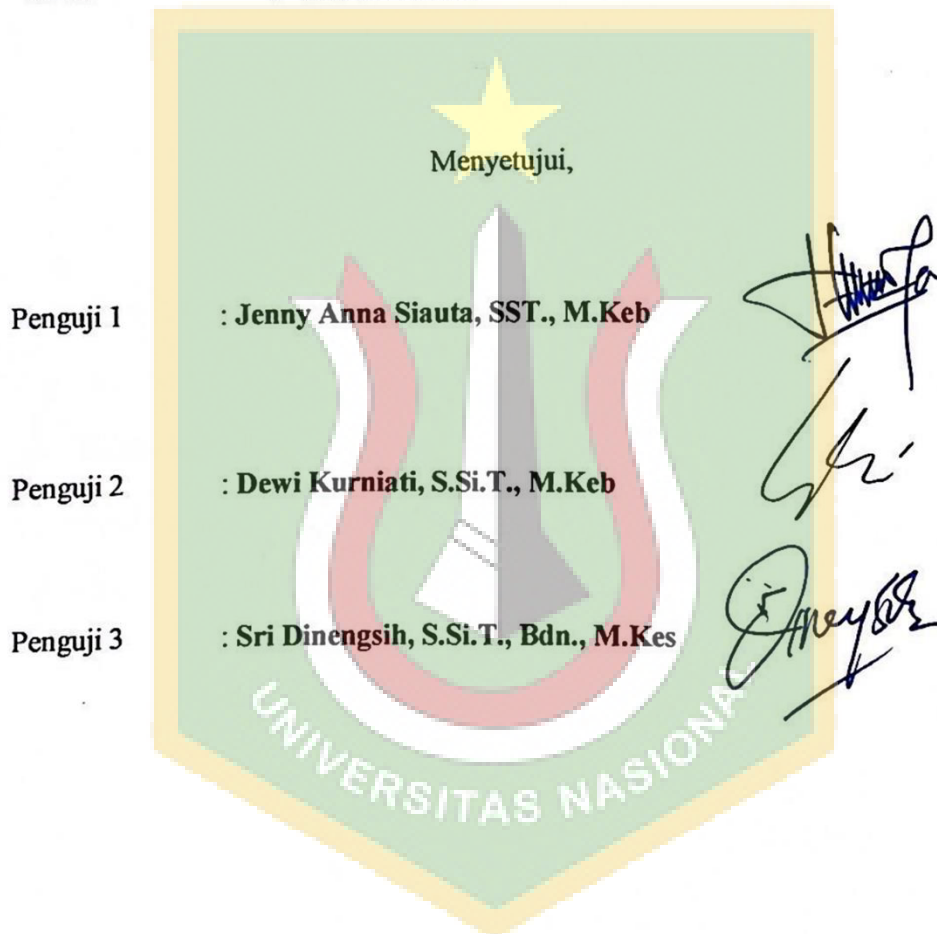 Menyetujui,
Penguji 1 : Jenny Anna Siauta, SST., M.Keb
Penguji 2 : Dewi Kurniati, S.Si.T., M.Keb
Penguji 3 : Sri Dinengsih, S.Si.T., Bdn., M.Kes
UNIVERSITAS NASIONAL